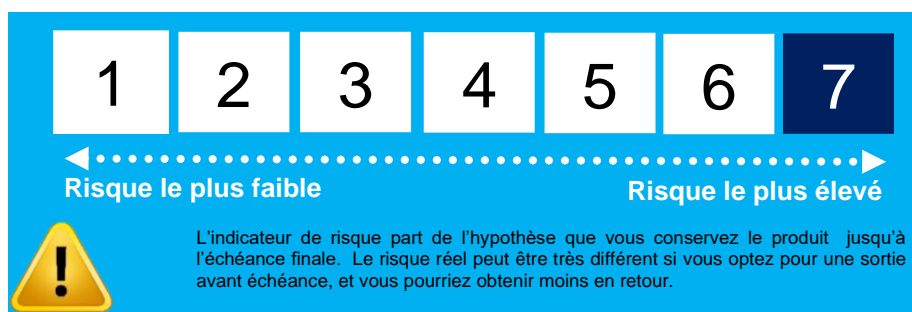 1 2 3 4 5 6 7
Risque le plus faible Risque le plus élevé
L'indicateur de risque part de l'hypothèse que vous conservez le produit jusqu'à
l'échéance finale. Le risque réel peut être très différent si vous optez pour une sortie
avant échéance, et vous pourriez obtenir moins en retour.